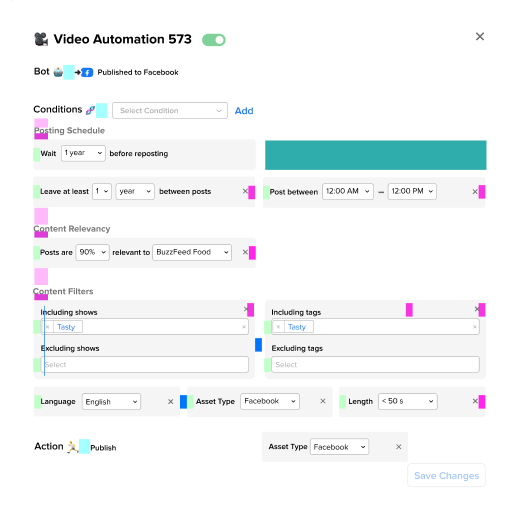 Video Automation 573
Bot Published to Facebook
Conditions Select Condition Add
Posting Schedule
Wait 1 year before reposting
Leave at least 1 year between posts ×
Post between 12:00 AM – 12:00 PM ×
Content Relevancy
Posts are 90% relevant to BuzzFeed Food ×
Content Filters
Including shows ×
× Tasty ×
Excluding shows
Select
Including tags ×
× Tasty ×
Excluding tags
Select
Language English ×
Asset Type Facebook ×
Length < 50 s ×
Action Publish
Asset Type Facebook ×
Save Changes